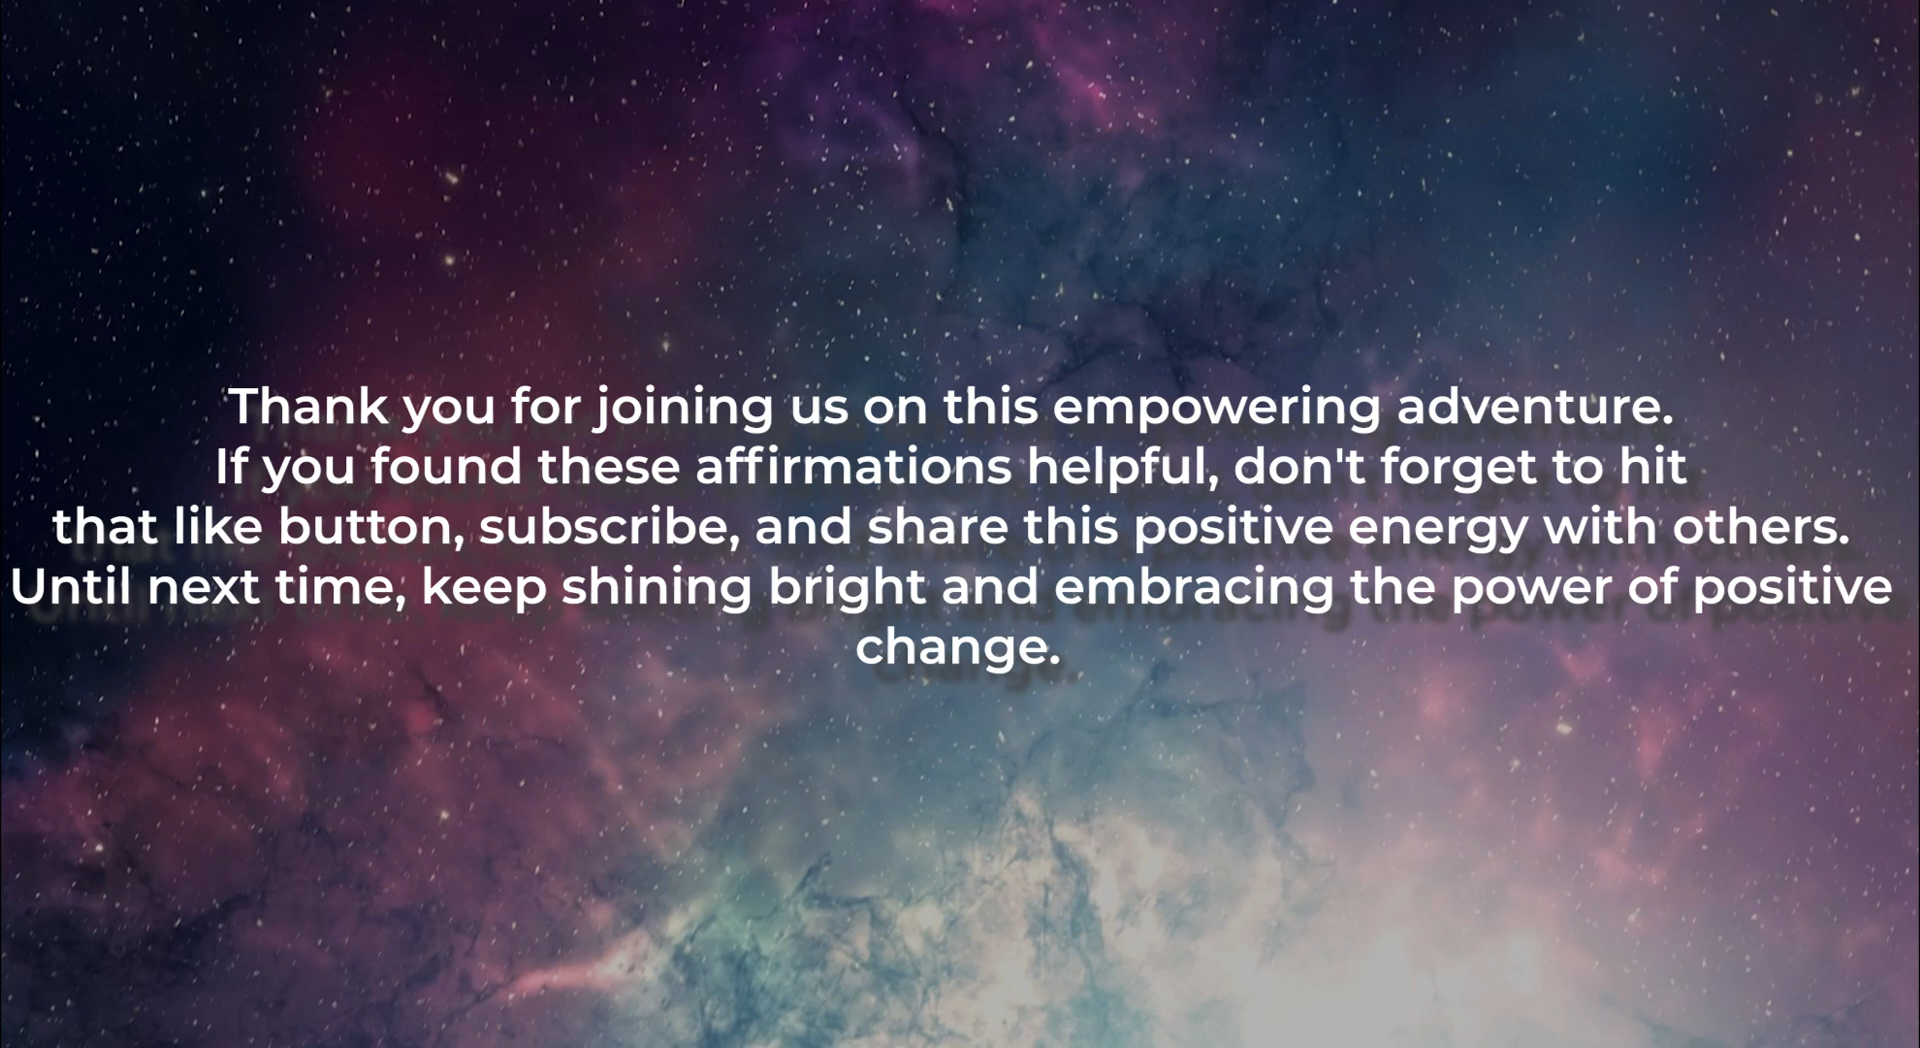 Thank you for joining us on this empowering adventure.
If you found these affirmations helpful, don't forget to hit
that like button, subscribe, and share this positive energy with others.
Until next time, keep shining bright and embracing the power of positive
change.